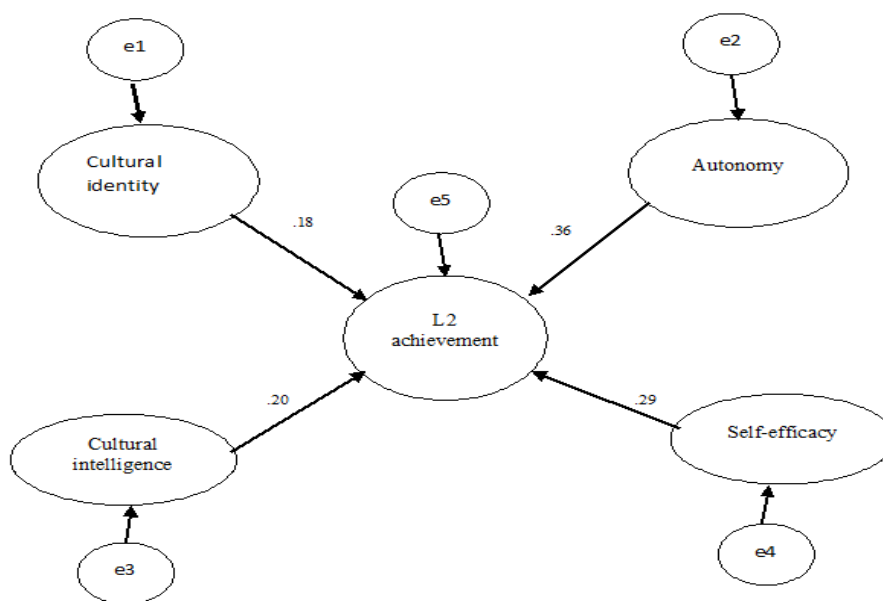 e1
e2
Cultural
identity
Autonomy
e5
.18
.36
L2
achievement
.20
.29
Cultural
intelligence
Self-efficacy
e3
e4